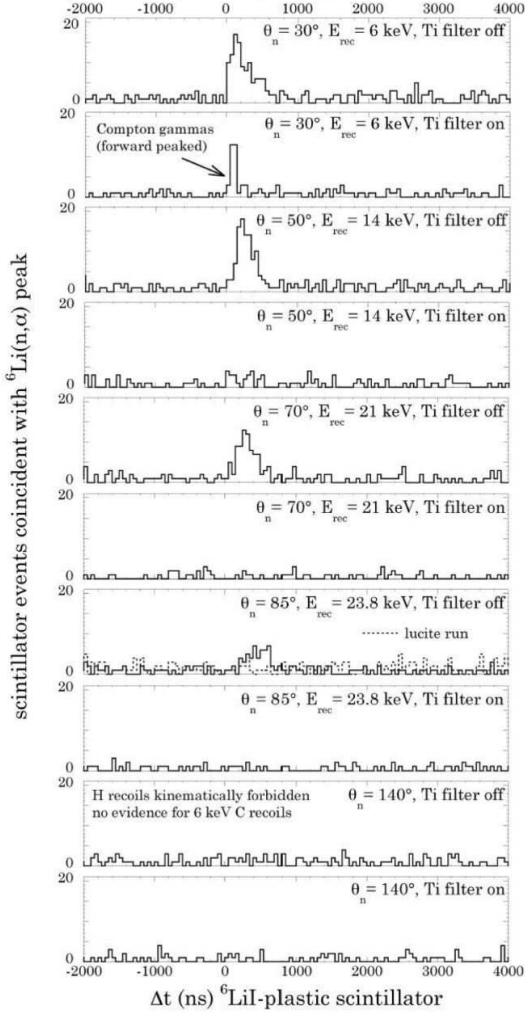 -2000 -1000 0 1000 2000 3000 4000
20
θn = 30°, Erec = 6 keV, Ti filter off
0
20
θn = 30°, Erec = 6 keV, Ti filter on
Compton gammas
(forward peaked)
0
20
θn = 50°, Erec = 14 keV, Ti filter off
0
20
θn = 50°, Erec = 14 keV, Ti filter on
0
20
θn = 70°, Erec = 21 keV, Ti filter off
0
20
θn = 70°, Erec = 21 keV, Ti filter on
0
20
θn = 85°, Erec = 23.8 keV, Ti filter off
lucite run
0
20
θn = 85°, Erec = 23.8 keV, Ti filter on
0
20
H recoils kinematically forbidden
no evidence for 6 keV C recoils
θn = 140°, Ti filter off
0
20
θn = 140°, Ti filter on
0
-2000 -1000 0 1000 2000 3000 4000
Δt (ns) ⁶LiI-plastic scintillator
scintillator events coincident with ⁶Li(n,α) peak